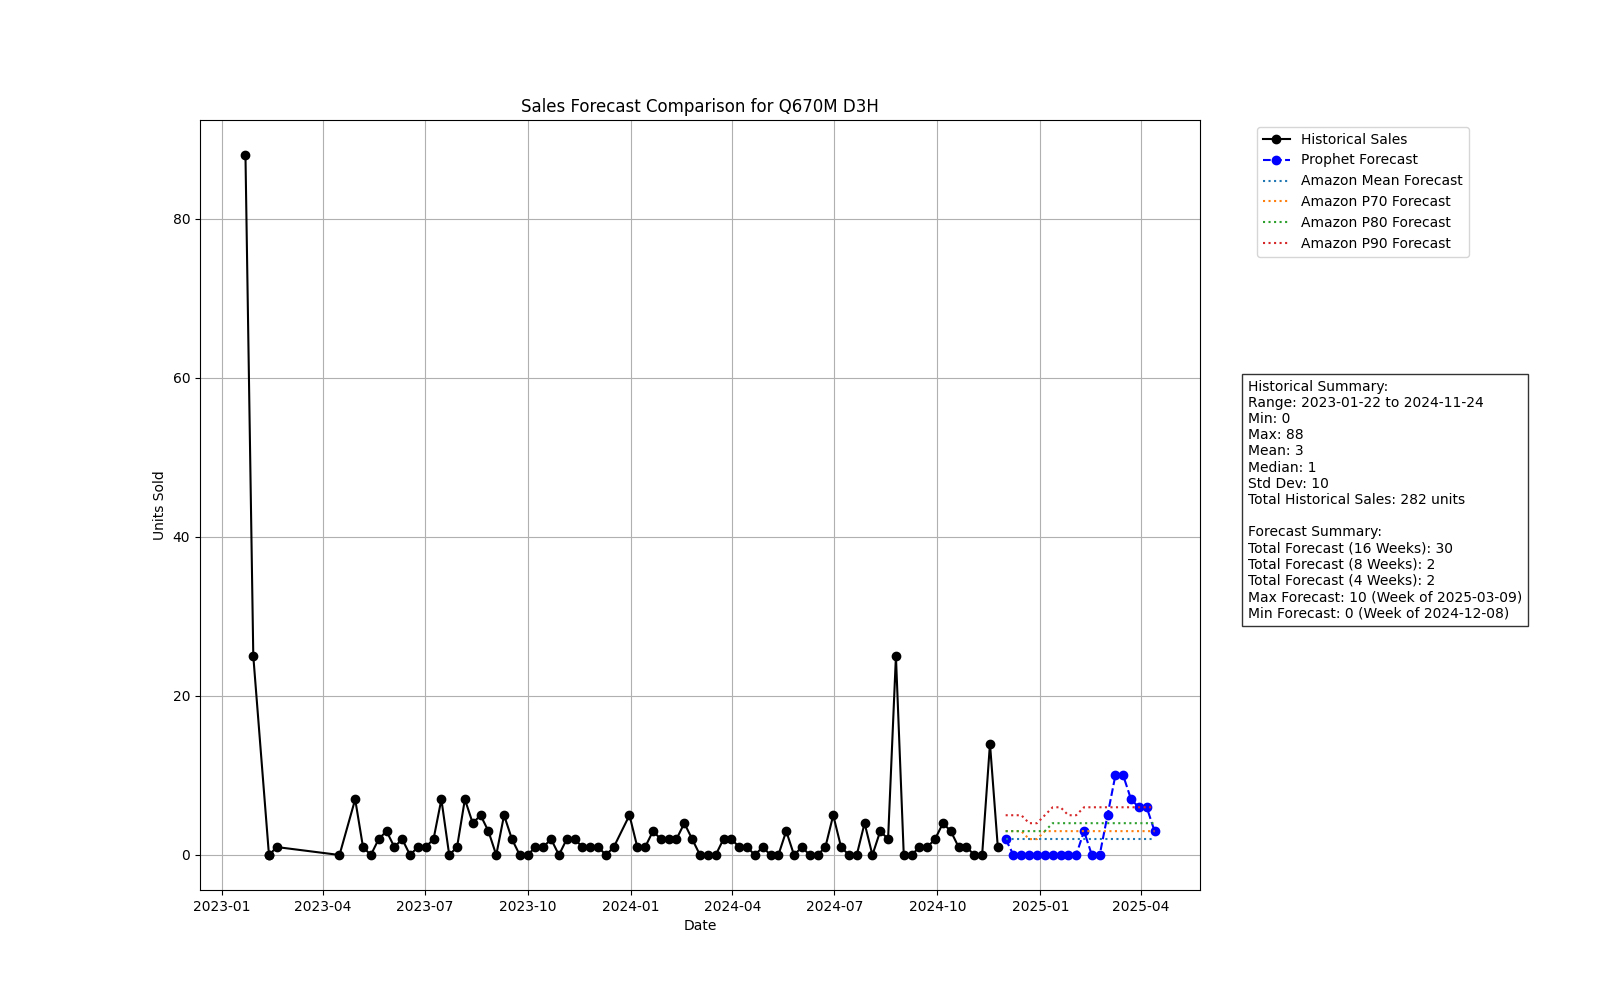 Sales Forecast Comparison for Q670M D3H
Historical Sales
Prophet Forecast
Amazon Mean Forecast
Amazon P70 Forecast
Amazon P80 Forecast
Amazon P90 Forecast
Units Sold
80
60
40
20
0
2023-01
2023-04
2023-07
2023-10
2024-01
2024-04
2024-07
2024-10
2025-01
2025-04
Date
Historical Summary:
Range: 2023-01-22 to 2024-11-24
Min: 0
Max: 88
Mean: 3
Median: 1
Std Dev: 10
Total Historical Sales: 282 units
Forecast Summary:
Total Forecast (16 Weeks): 30
Total Forecast (8 Weeks): 2
Total Forecast (4 Weeks): 2
Max Forecast: 10 (Week of 2025-03-09)
Min Forecast: 0 (Week of 2024-12-08)